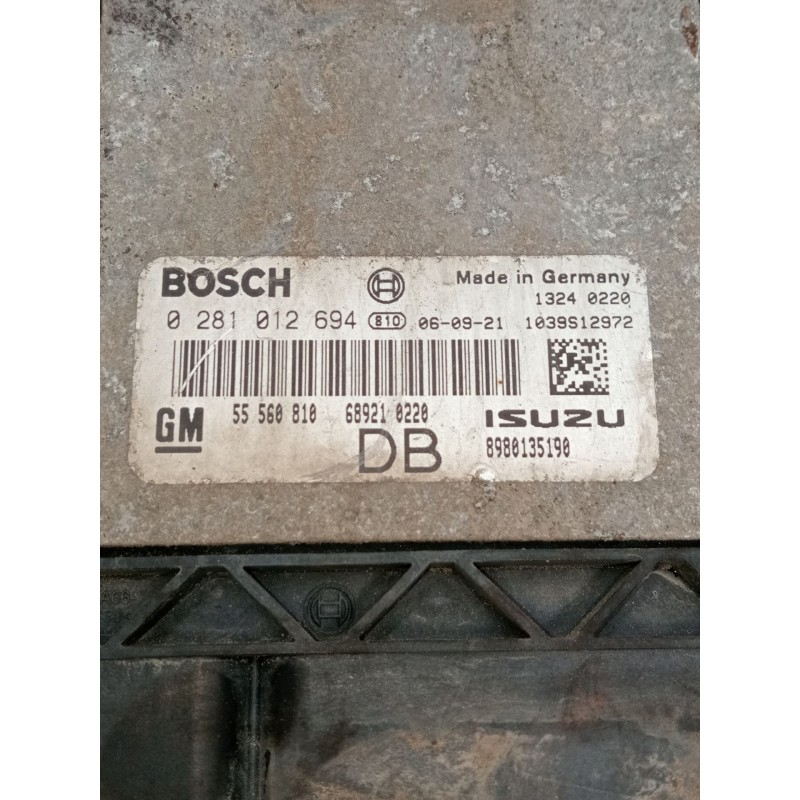 BOSCH
Made in Germany
1324 0220
0 281 012 694 810 06-09-21 1039S12972
55 560 810 68921 0220
GM
ISUZU
DB
8980135190